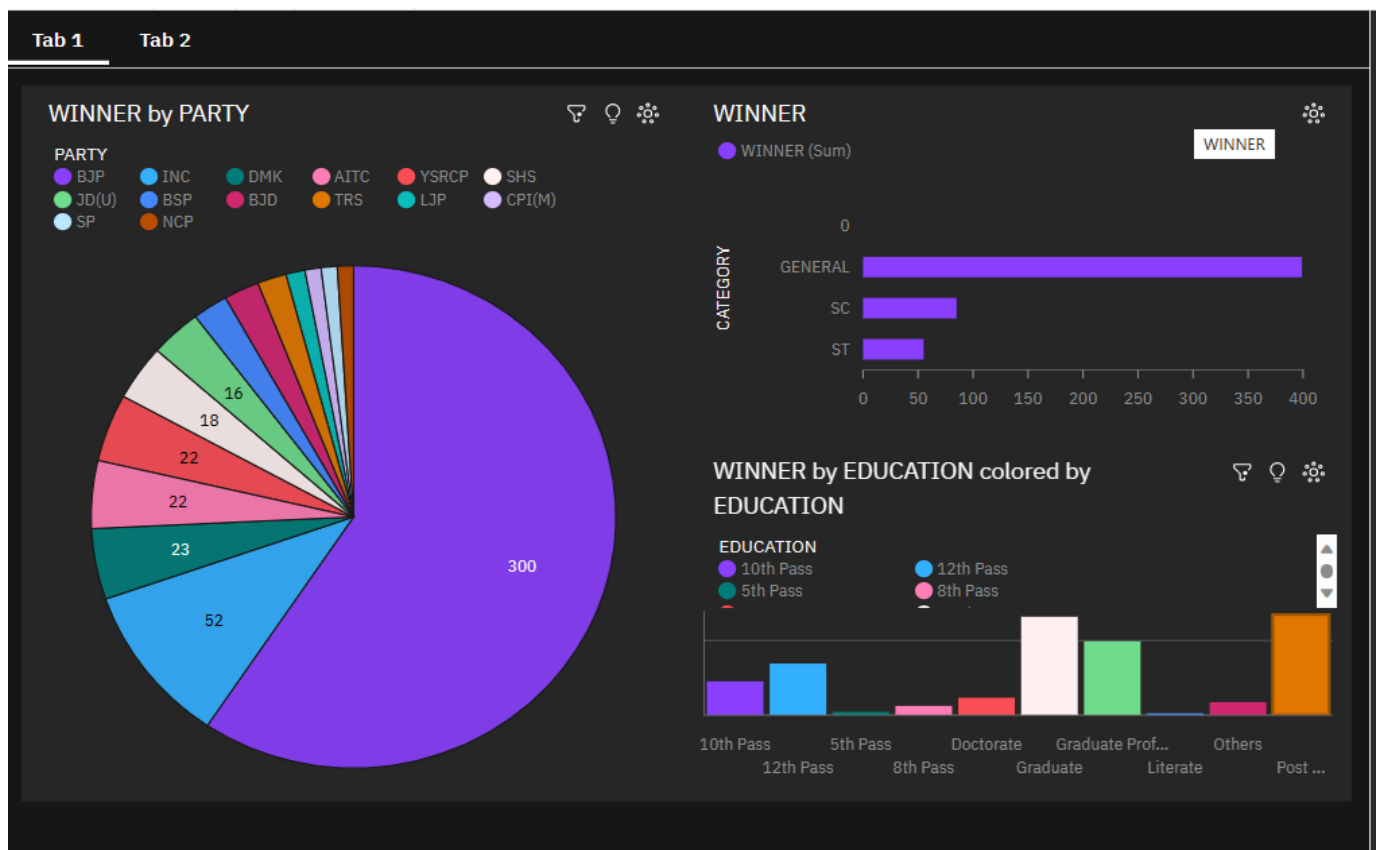 Tab 1 Tab 2
WINNER by PARTY
PARTY
BJP INC DMK AITC YSRCP SHS
JD(U) BSP BJD TRS LJP CPI(M)
SP NCP
300
52
23
22
22
18
16
WINNER
WINNER (Sum)
WINNER
CATEGORY
0
GENERAL
SC
ST
0 50 100 150 200 250 300 350 400
WINNER by EDUCATION colored by
EDUCATION
EDUCATION
10th Pass 12th Pass
5th Pass 8th Pass
10th Pass 5th Pass Doctorate Graduate Prof... Others
12th Pass 8th Pass Graduate Literate Post ...